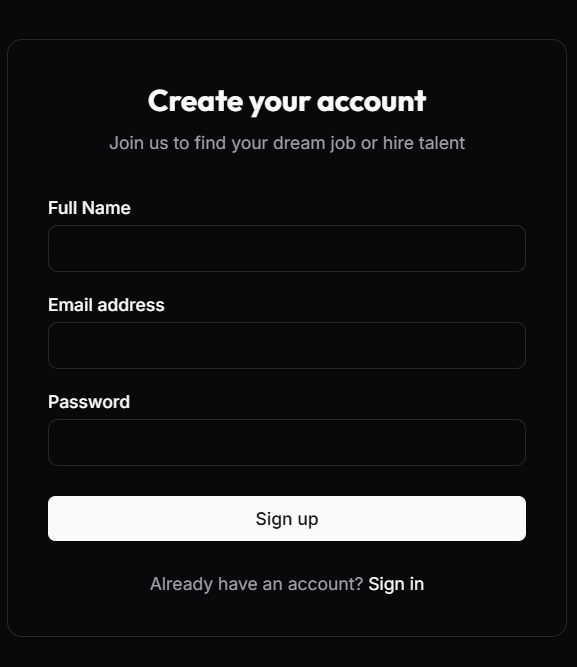 Create your account
Join us to find your dream job or hire talent
Full Name
Email address
Password
Sign up
Already have an account? Sign in